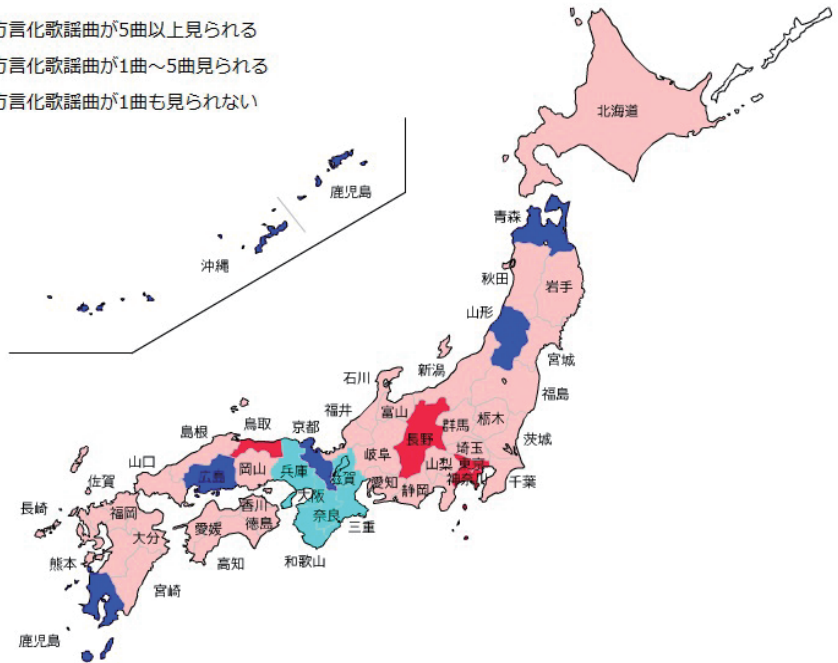 方言化歌謡曲が5曲以上見られる
方言化歌謡曲が1曲～5曲見られる
方言化歌謡曲が1曲も見られない
北海道
鹿児島
青森
沖縄
秋田
岩手
山形
宮城
新潟
石川
福島
福井
富山
栃木
鳥取
京都
群馬
島根
長野
茨城
埼玉
岐阜
山口
岡山
兵庫
山梨
東京
広島
滋賀
神奈川
千葉
佐賀
愛知
静岡
大阪
長崎
香川
福岡
奈良
徳島
愛媛
三重
大分
和歌山
高知
熊本
宮崎
鹿児島